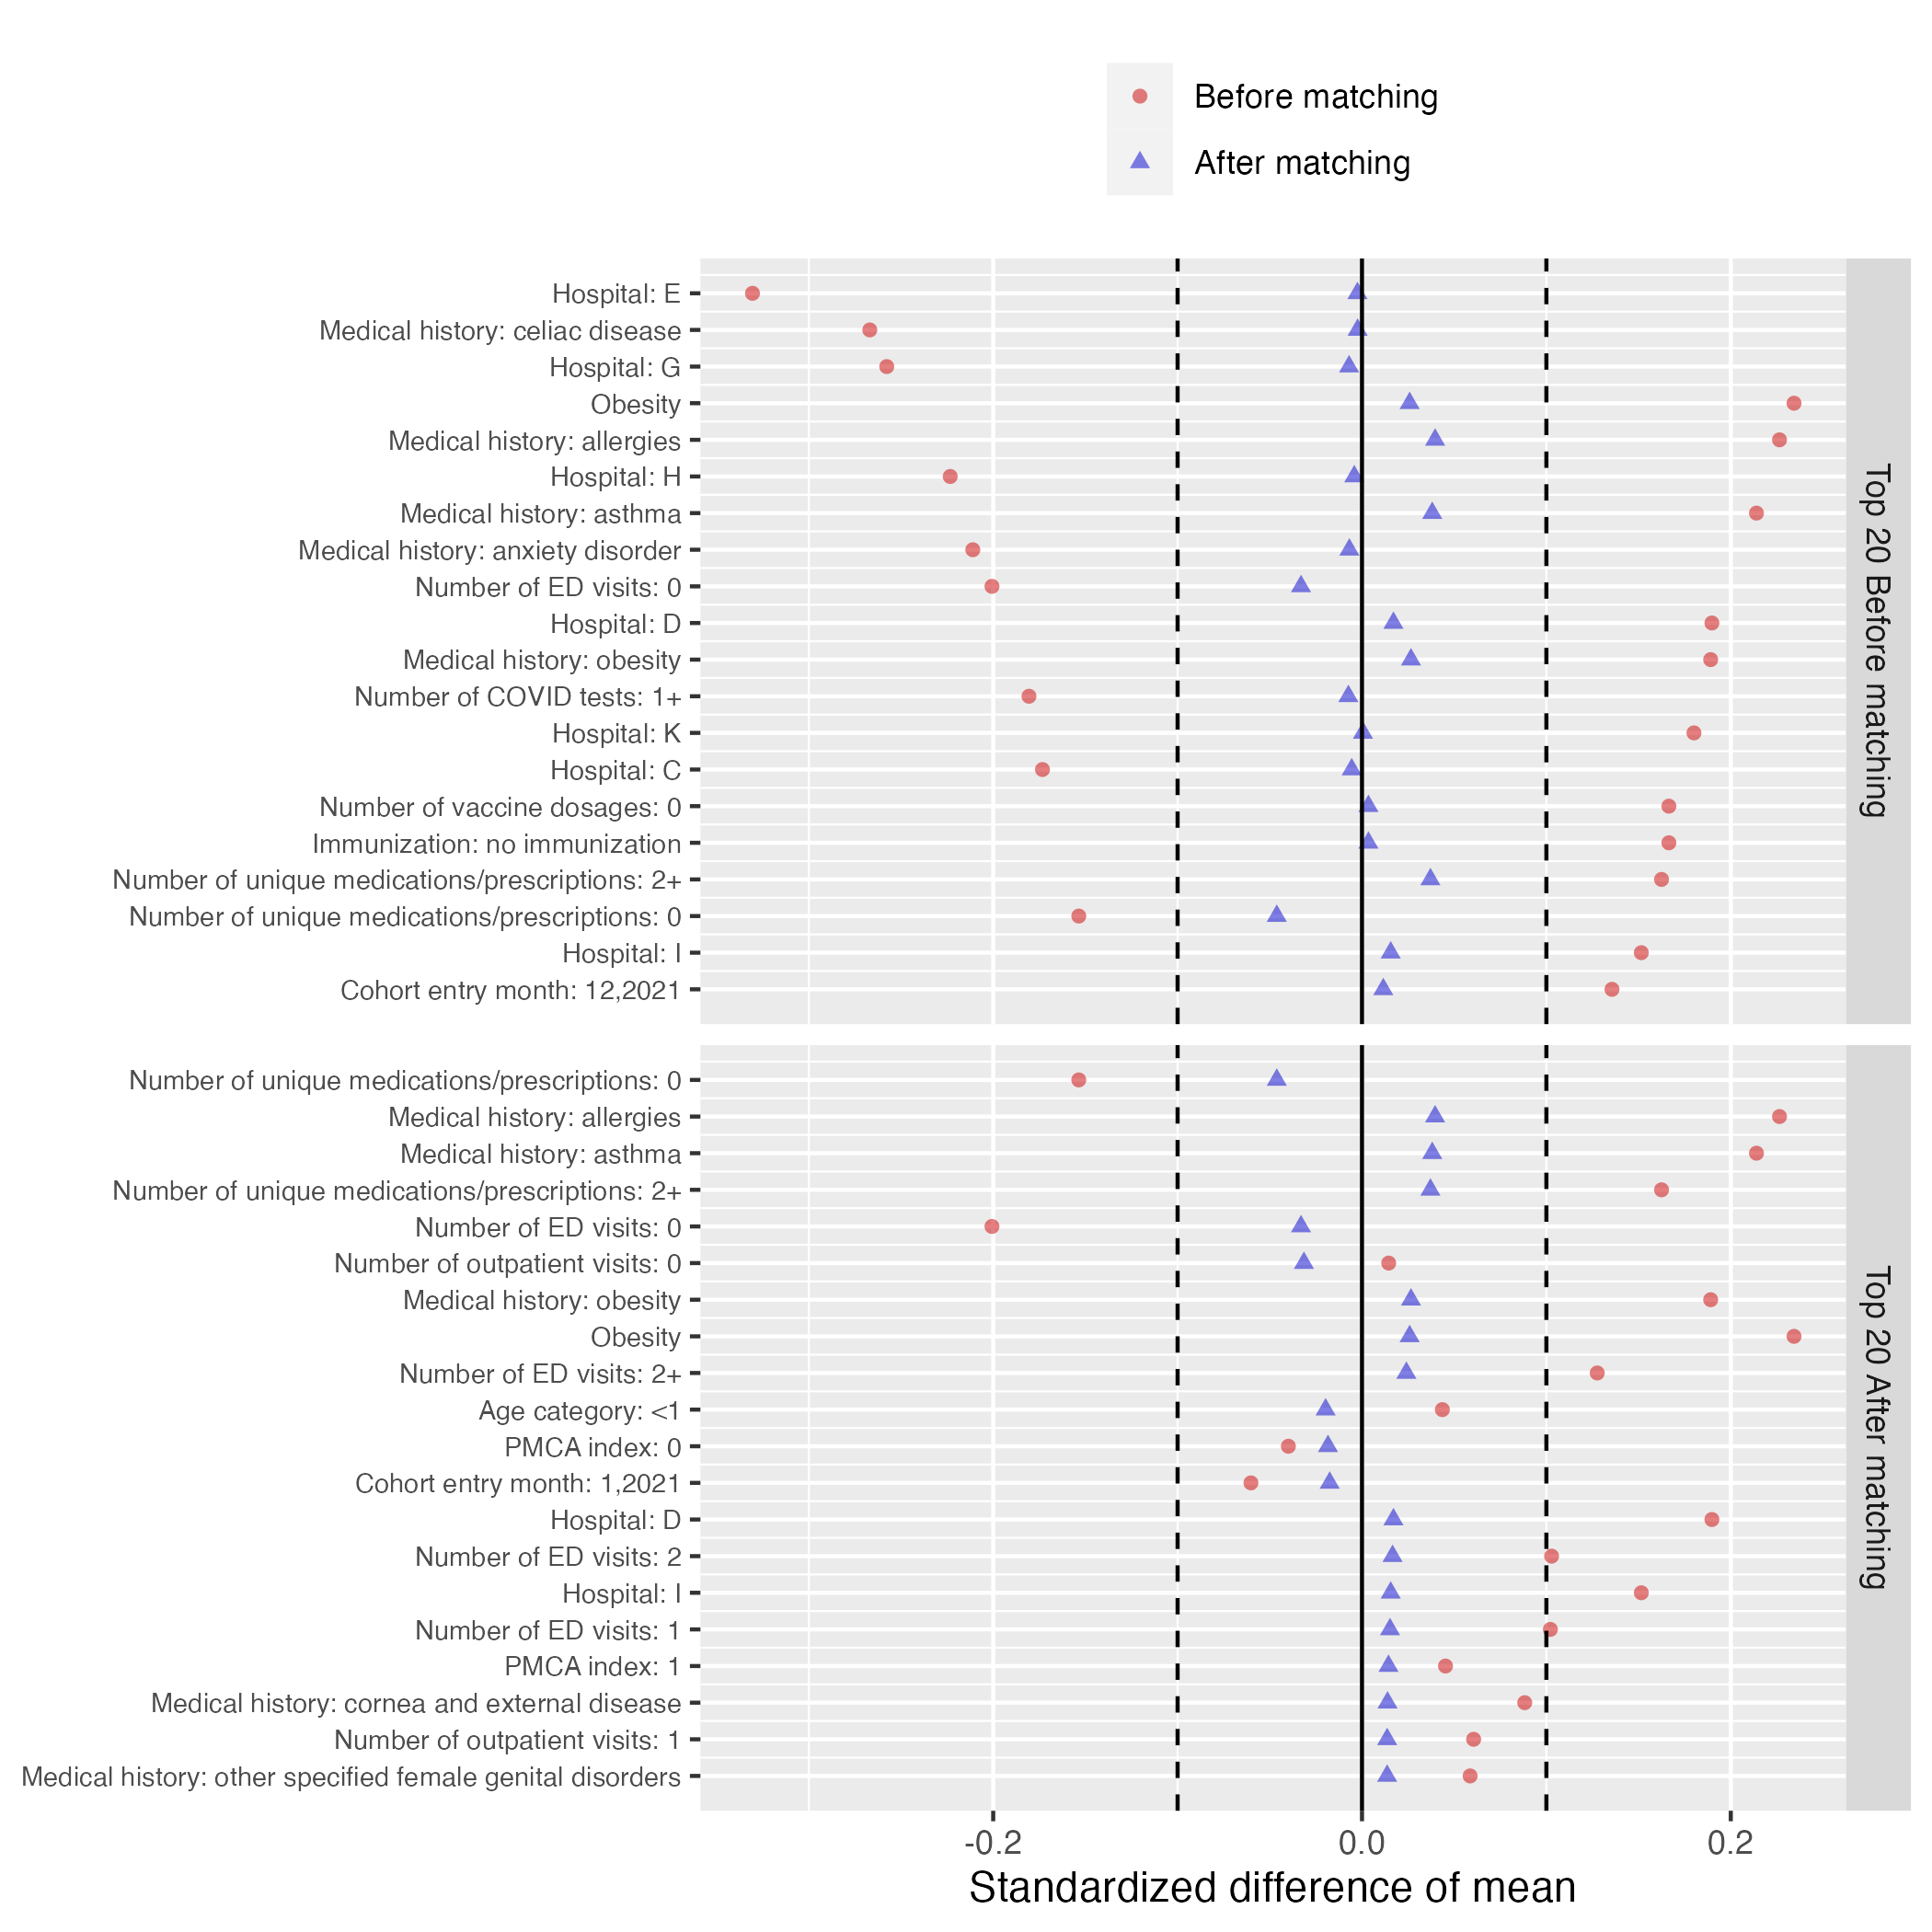 Before matching
After matching
Hospital: E
Medical history: celiac disease
Hospital: G
Obesity
Medical history: allergies
Hospital: H
Medical history: asthma
Medical history: anxiety disorder
Number of ED visits: 0
Hospital: D
Medical history: obesity
Number of COVID tests: 1+
Hospital: K
Hospital: C
Number of vaccine dosages: 0
Immunization: no immunization
Number of unique medications/prescriptions: 2+
Number of unique medications/prescriptions: 0
Hospital: I
Cohort entry month: 12,2021
Top 20 Before matching
Number of unique medications/prescriptions: 0
Medical history: allergies
Medical history: asthma
Number of unique medications/prescriptions: 2+
Number of ED visits: 0
Number of outpatient visits: 0
Medical history: obesity
Obesity
Number of ED visits: 2+
Age category: <1
PMCA index: 0
Cohort entry month: 1,2021
Hospital: D
Number of ED visits: 2
Hospital: I
Number of ED visits: 1
PMCA index: 1
Medical history: cornea and external disease
Number of outpatient visits: 1
Medical history: other specified female genital disorders
Top 20 After matching
-0.2 0.0 0.2
Standardized difference of mean